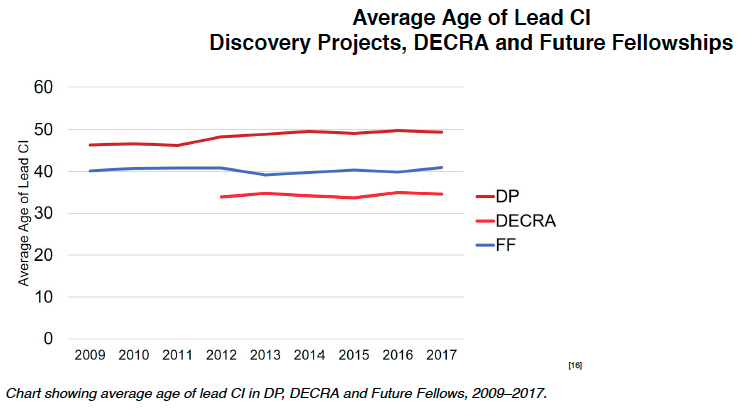 Average Age of Lead CI
Discovery Projects, DECRA and Future Fellowships
60
50
40
30
20
10
0
Average Age of Lead CI
2009 2010 2011 2012 2013 2014 2015 2016 2017
DP
DECRA
FF
[16]
Chart showing average age of lead CI in DP, DECRA and Future Fellows, 2009–2017.